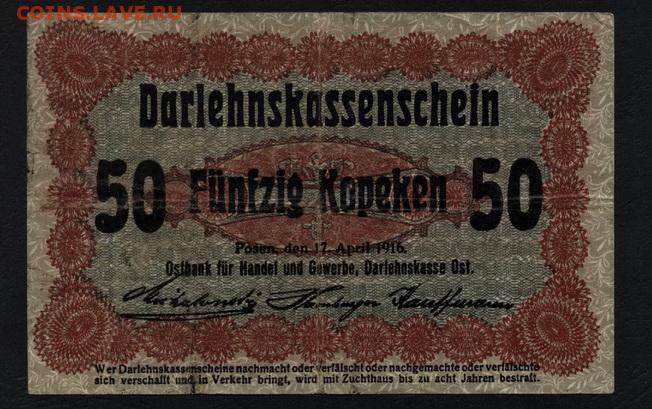 COINS.LAVE.RU
Darlehnskassenschein
50 Fünfzig Kopeken 50
Posen, den 17. April 1916.
Ostbank für Handel und Gewerbe, Darlehnskasse Ost.
Hamburger Kauffmann
Wer Darlehnskassenscheine nachmacht oder verfälscht oder nachgemachte oder verfälschte
sich verschafft und in Verkehr bringt, wird mit Zuchthaus bis zu acht Jahren bestraft.